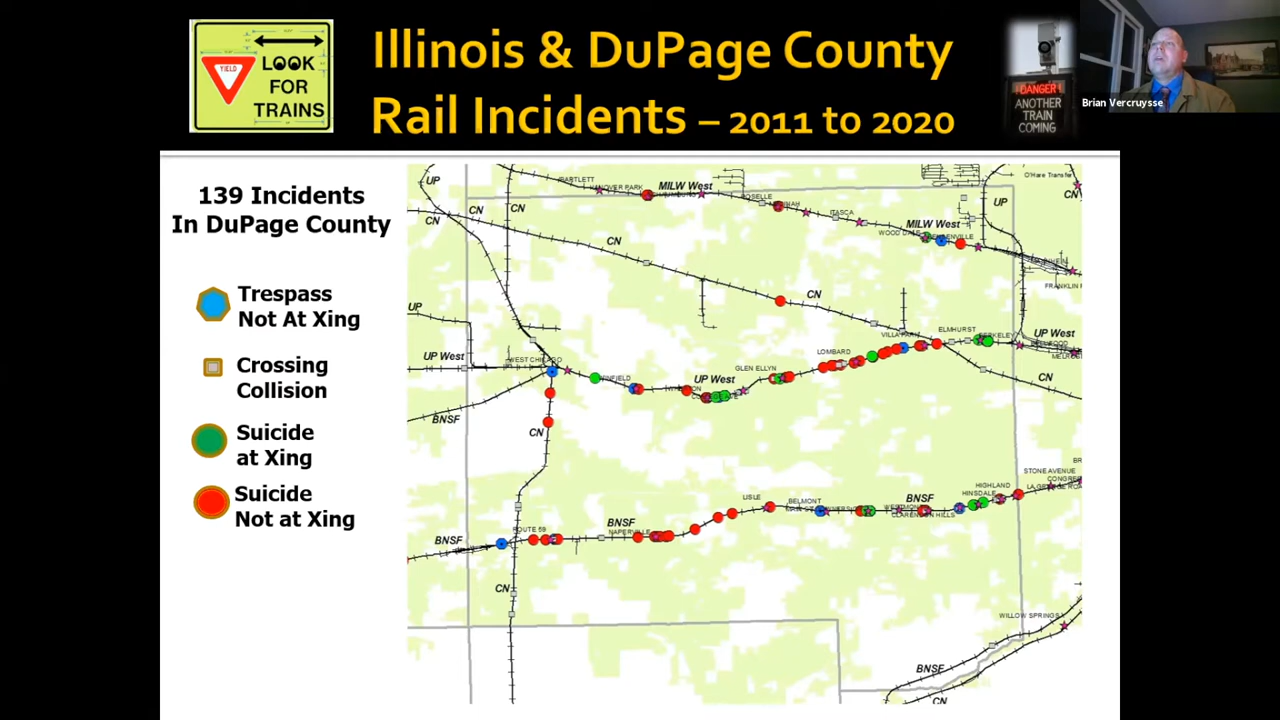 YIELD
LOOK
FOR
TRAINS
Illinois & DuPage County
Rail Incidents – 2011 to 2020
DANGER
ANOTHER
TRAIN
COMING
Brian Vercruysse
139 Incidents
In DuPage County
Trespass
Not At Xing
Crossing
Collision
Suicide
at Xing
Suicide
Not at Xing
UP
CN
CN
CN
BARTLETT
HANOVER PARK
MILW West
ROSELLE
ITASCA
MILW West
WOOD DALE
UP
O'Hare Transfer
CN
CN
CN
UP
UP West
WEST CHICAGO
BNSF
CN
UP West
GLEN ELLYN
LOMBARD
VILLA PARK
ELMHURST
BERKELEY
UP West
CN
BNSF
ROUTE 59
BNSF
NAPERVILLE
CN
LISLE
BELMONT
BNSF
CLARENDON HILLS
HINSDALE
HIGHLAND
STONE AVENUE
WILLOW SPRINGS
BNSF
CN